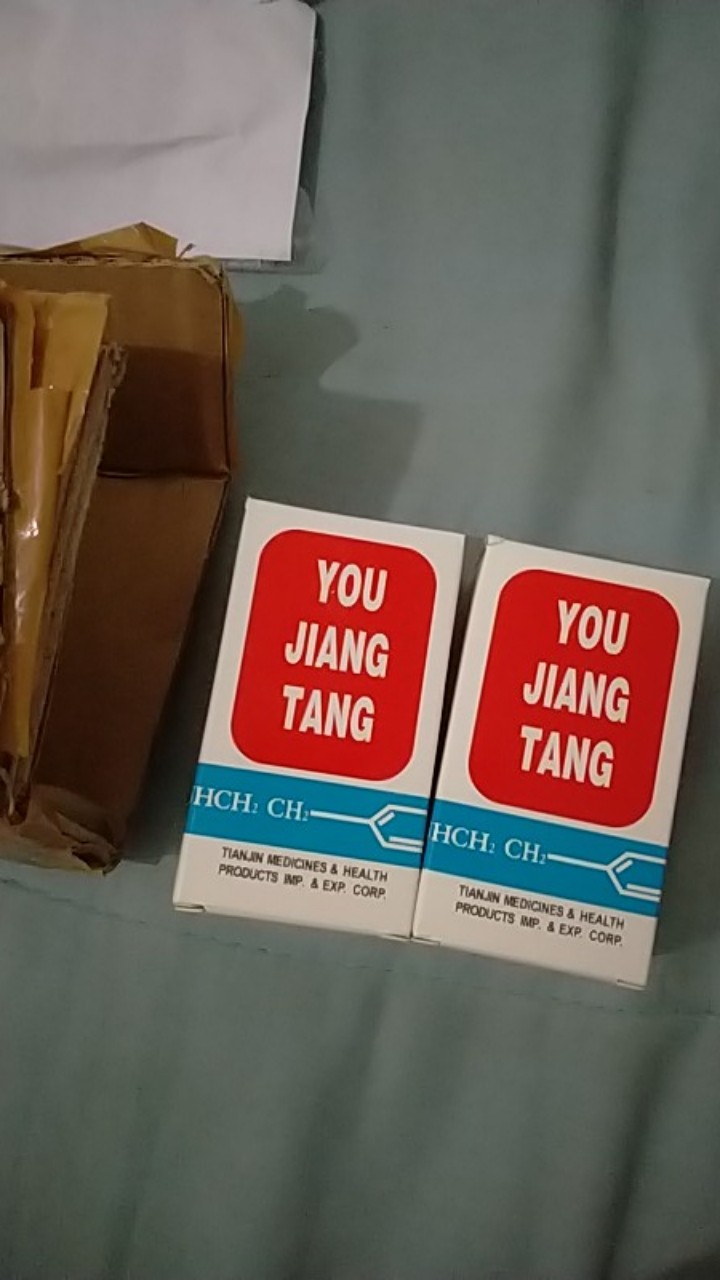 YOU
JIANG
TANG
HCH₂ CH₂
TIANJIN MEDICINES & HEALTH
PRODUCTS IMP. & EXP. CORP.
YOU
JIANG
TANG
HCH₂ CH₂
TIANJIN MEDICINES & HEALTH
PRODUCTS IMP. & EXP. CORP.